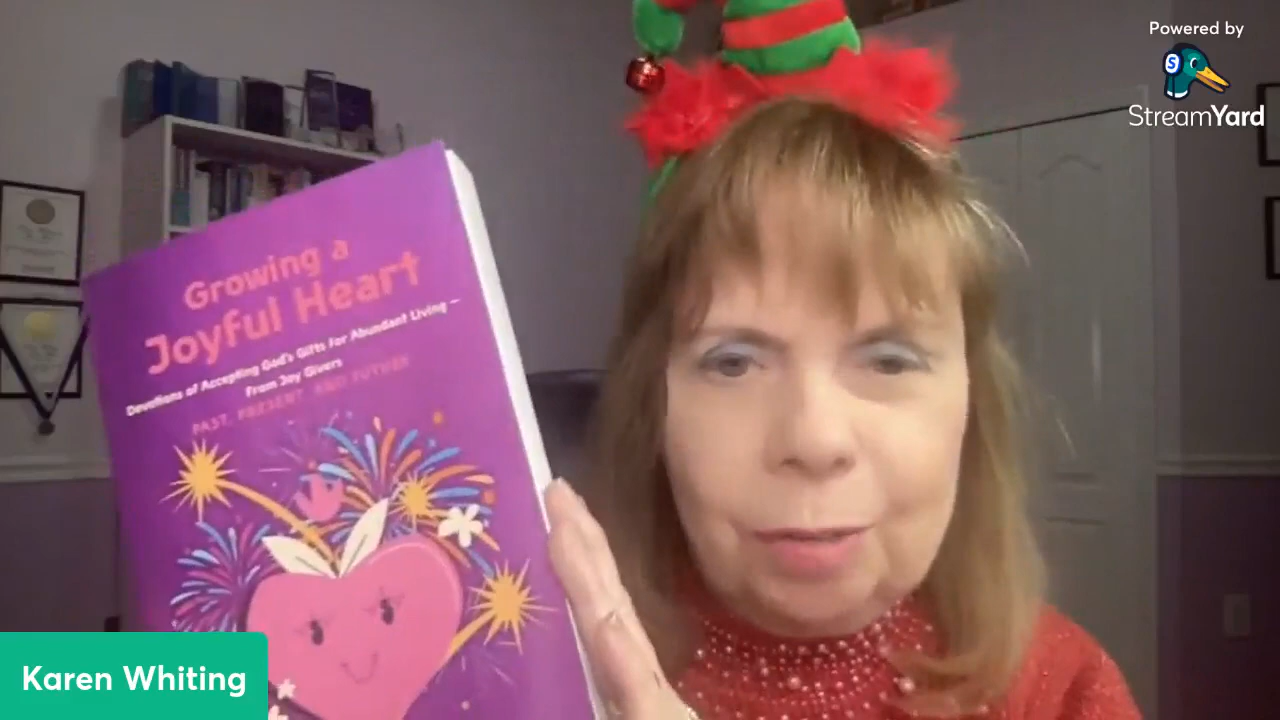 Powered by
StreamYard
Growing a
Joyful Heart
Devotions of Accepting God's Gifts for Abundant Living —
From Joy Givers
PAST, PRESENT, AND FUTURE
Karen Whiting